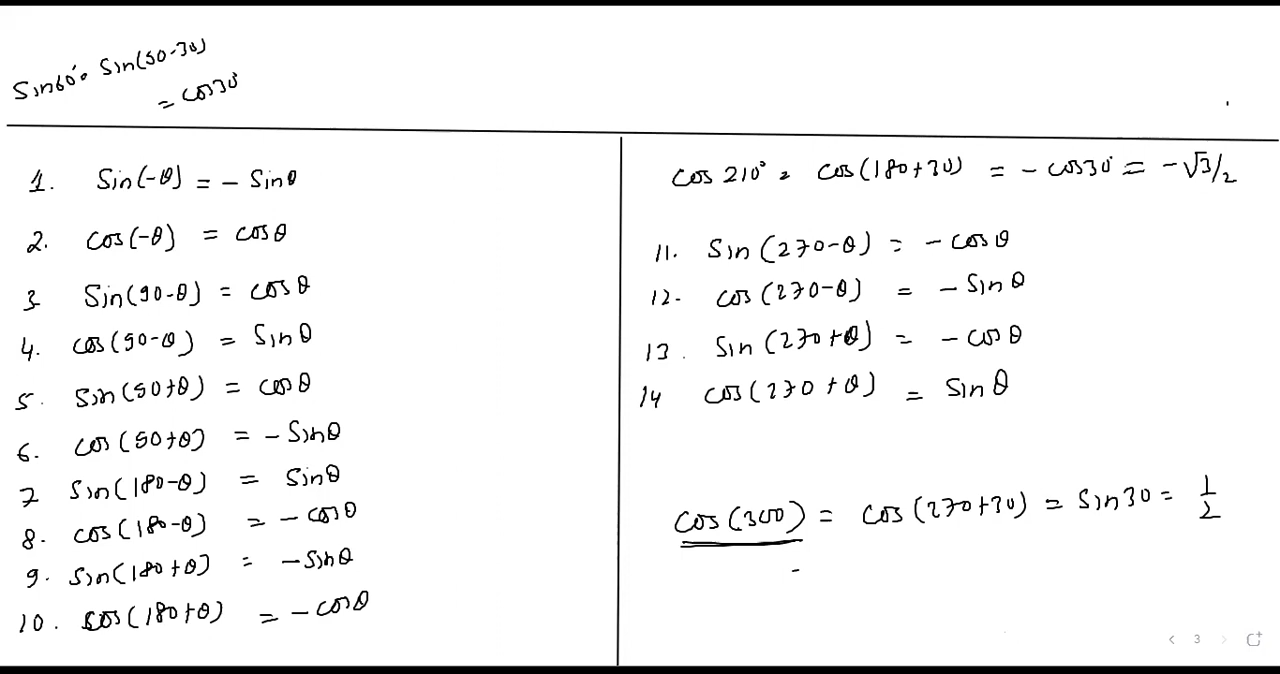 Sin60° = Sin(90-30)
= cos30°
1. Sin(-θ) = - Sinθ
2. cos(-θ) = cosθ
3 Sin(90-θ) = cosθ
4. cos(90-θ) = Sinθ
5. Sin(90+θ) = cosθ
6. cos(90+θ) = - Sinθ
7 Sin(180-θ) = Sinθ
8. cos(180-θ) = - cosθ
9. Sin(180+θ) = - Sinθ
10. cos(180+θ) = - cosθ
cos 210° = cos(180+30) = - cos30° = - √3/2
11. Sin(270-θ) = - cosθ
12. cos(270-θ) = - Sinθ
13. Sin(270+θ) = - cosθ
14 cos(270+θ) = Sinθ
cos(300) = cos(270+30) = Sin30 = 1/2
=
< 3 >